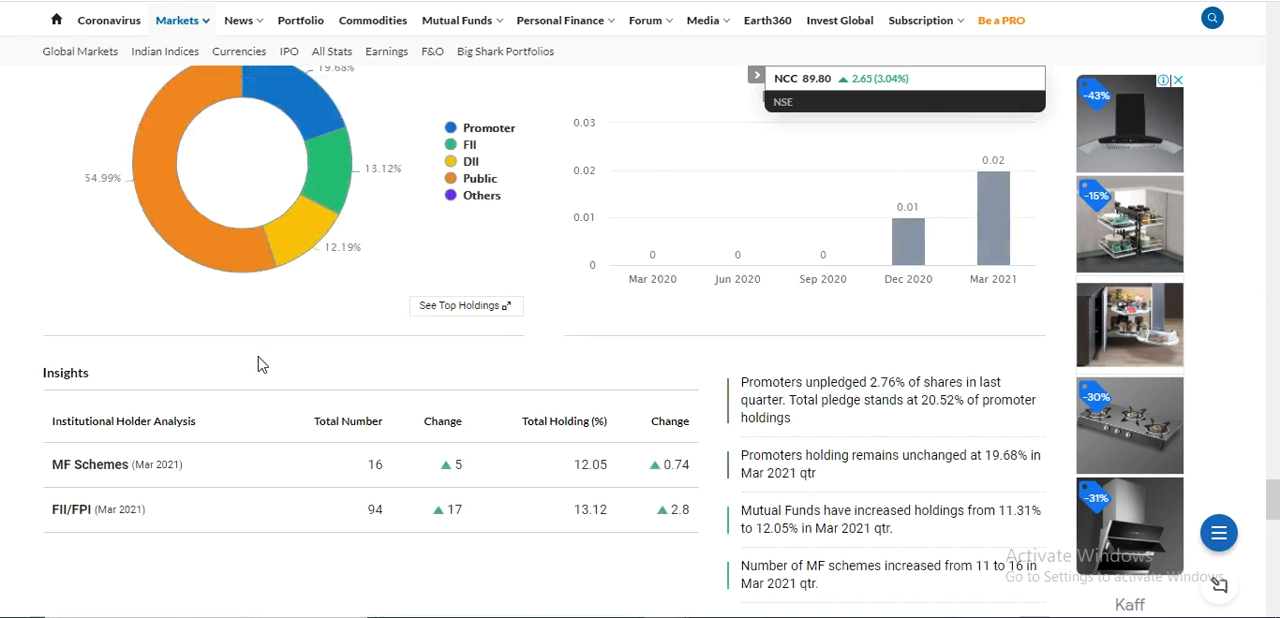 Coronavirus Markets News Portfolio Commodities Mutual Funds Personal Finance Forum Media Earth360 Invest Global Subscription Be a PRO
Global Markets Indian Indices Currencies IPO All Stats Earnings F&O Big Shark Portfolios
19.68%
13.12%
12.19%
54.99%
Promoter
FII
DII
Public
Others
See Top Holdings
NCC 89.80 ▲ 2.65 (3.04%)
NSE
0.03
0.02
0.01
0
0
0
0
0.01
0.02
Mar 2020 Jun 2020 Sep 2020 Dec 2020 Mar 2021
Insights
Institutional Holder Analysis Total Number Change Total Holding (%) Change
MF Schemes (Mar 2021) 16 ▲ 5 12.05 ▲ 0.74
FII/FPI (Mar 2021) 94 ▲ 17 13.12 ▲ 2.8
Promoters unpledged 2.76% of shares in last
quarter. Total pledge stands at 20.52% of promoter
holdings
Promoters holding remains unchanged at 19.68% in
Mar 2021 qtr
Mutual Funds have increased holdings from 11.31%
to 12.05% in Mar 2021 qtr.
Number of MF schemes increased from 11 to 16 in
Mar 2021 qtr.
-43%
-15%
-30%
-31%
Kaff
Activate Windows
Go to Settings to activate Windows.